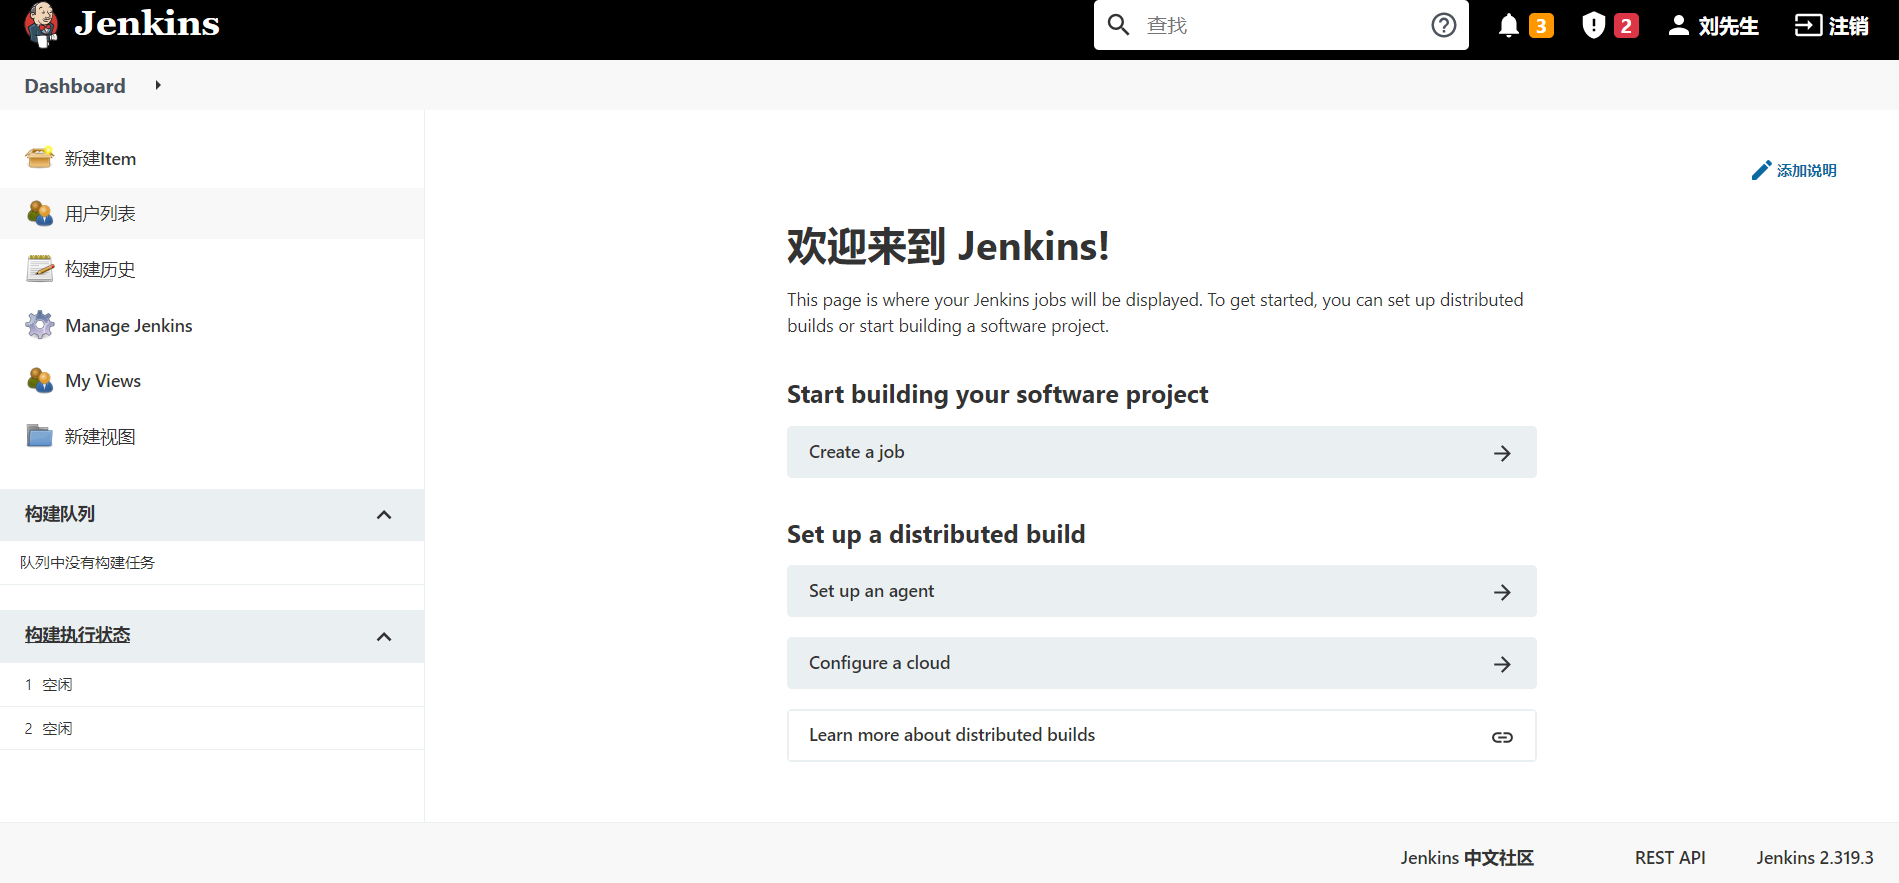 Jenkins
查找
3
2
刘先生
注销
Dashboard
新建Item
用户列表
构建历史
Manage Jenkins
My Views
新建视图
构建队列
队列中没有构建任务
构建执行状态
1 空闲
2 空闲
添加说明
欢迎来到 Jenkins!
This page is where your Jenkins jobs will be displayed. To get started, you can set up distributed
builds or start building a software project.
Start building your software project
Create a job
Set up a distributed build
Set up an agent
Configure a cloud
Learn more about distributed builds
Jenkins 中文社区
REST API
Jenkins 2.319.3